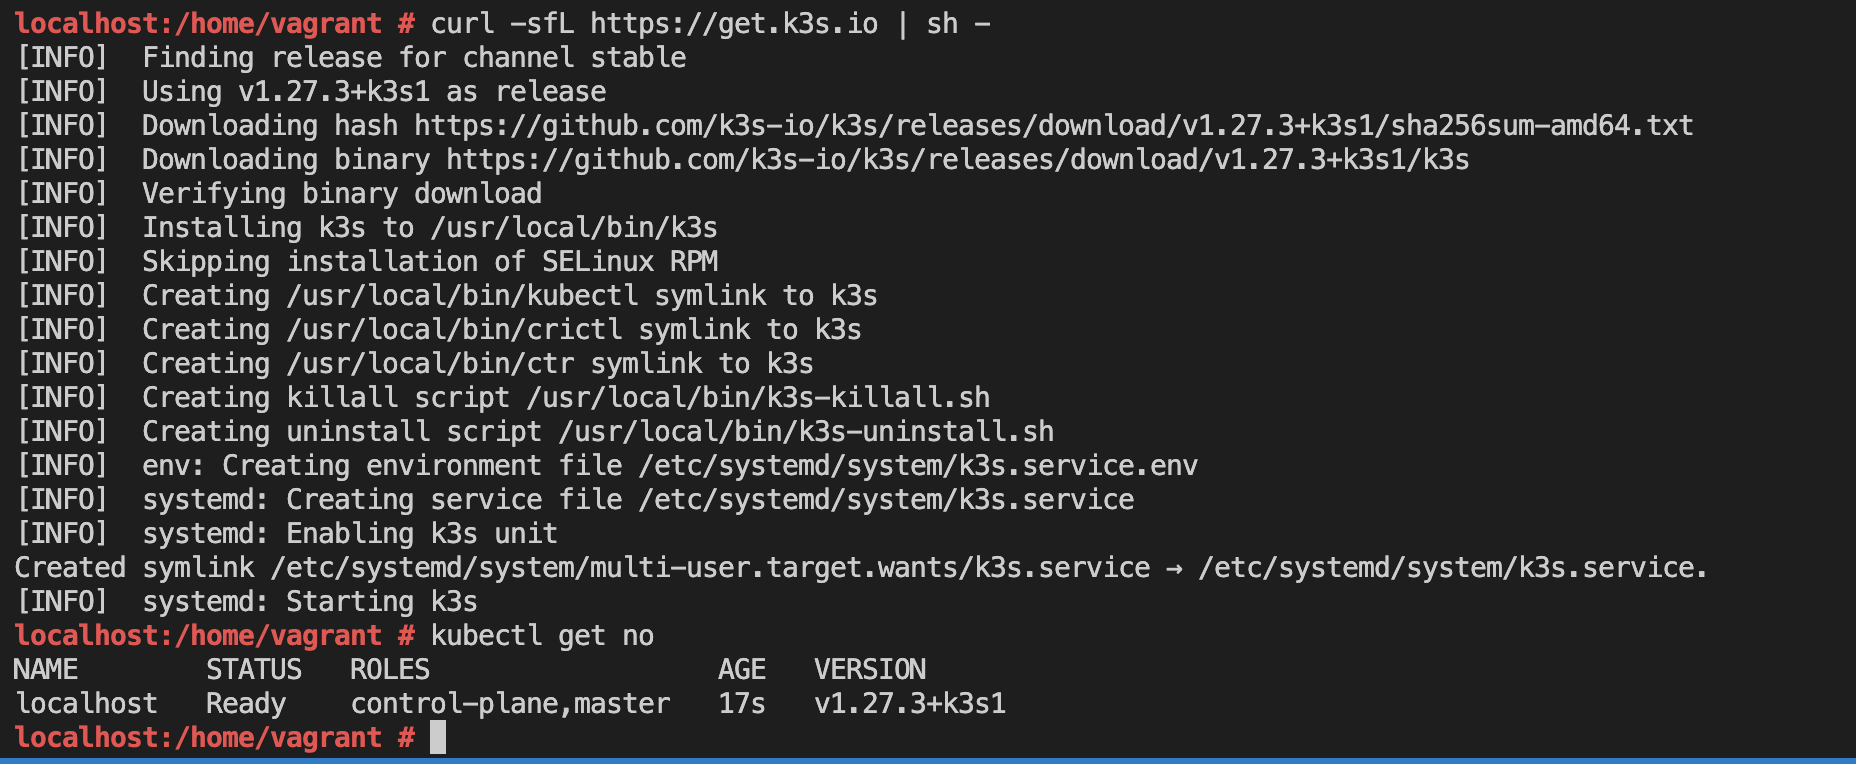 localhost:/home/vagrant # curl -sfL https://get.k3s.io | sh -
[INFO]  Finding release for channel stable
[INFO]  Using v1.27.3+k3s1 as release
[INFO]  Downloading hash https://github.com/k3s-io/k3s/releases/download/v1.27.3+k3s1/sha256sum-amd64.txt
[INFO]  Downloading binary https://github.com/k3s-io/k3s/releases/download/v1.27.3+k3s1/k3s
[INFO]  Verifying binary download
[INFO]  Installing k3s to /usr/local/bin/k3s
[INFO]  Skipping installation of SELinux RPM
[INFO]  Creating /usr/local/bin/kubectl symlink to k3s
[INFO]  Creating /usr/local/bin/crictl symlink to k3s
[INFO]  Creating /usr/local/bin/ctr symlink to k3s
[INFO]  Creating killall script /usr/local/bin/k3s-killall.sh
[INFO]  Creating uninstall script /usr/local/bin/k3s-uninstall.sh
[INFO]  env: Creating environment file /etc/systemd/system/k3s.service.env
[INFO]  systemd: Creating service file /etc/systemd/system/k3s.service
[INFO]  systemd: Enabling k3s unit
Created symlink /etc/systemd/system/multi-user.target.wants/k3s.service → /etc/systemd/system/k3s.service.
[INFO]  systemd: Starting k3s
localhost:/home/vagrant # kubectl get no
NAME        STATUS   ROLES                  AGE   VERSION
localhost   Ready    control-plane,master   17s   v1.27.3+k3s1
localhost:/home/vagrant #